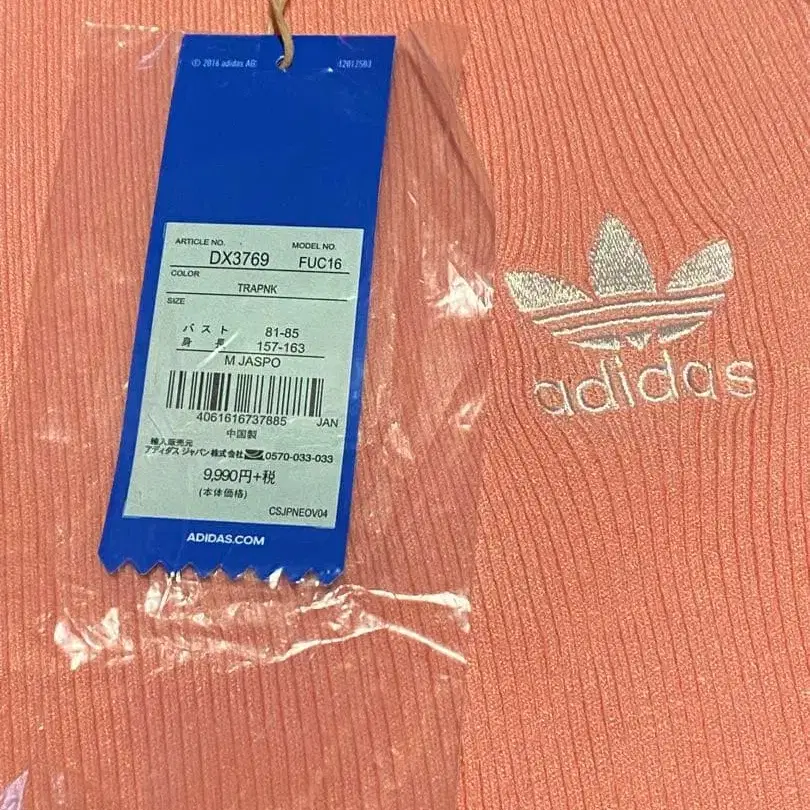 © 2016 adidas AG
ARTICLE NO.
MODEL NO.
DX3769
FUC16
COLOR
TRAPNK
SIZE
バスト 81-85
身長 157-163
M JASPO
4061616737885 JAN
中国製
輸入販売元
アディダス ジャパン株式会社 0570-033-033
9,990円+税
(本体価格)
CSJPNEOV04
ADIDAS.COM
adidas